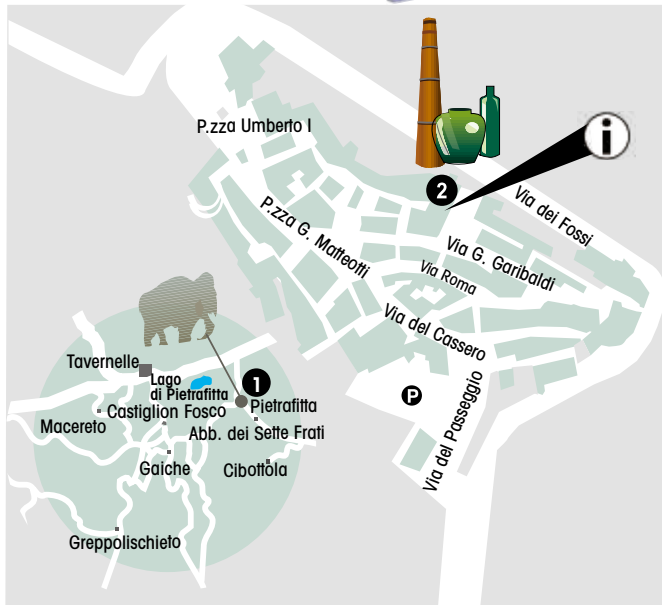 P.zza Umberto I
i
2
Via dei Fossi
P.zza G. Matteotti
Via G. Garibaldi
Via Roma
Via del Cassero
P
Via del Passeggio
Tavernelle
Lago
di Pietrafitta
1
Pietrafitta
Castiglion Fosco
Macereto
Abb. dei Sette Frati
Gaiche
Cibottola
Greppolischieto